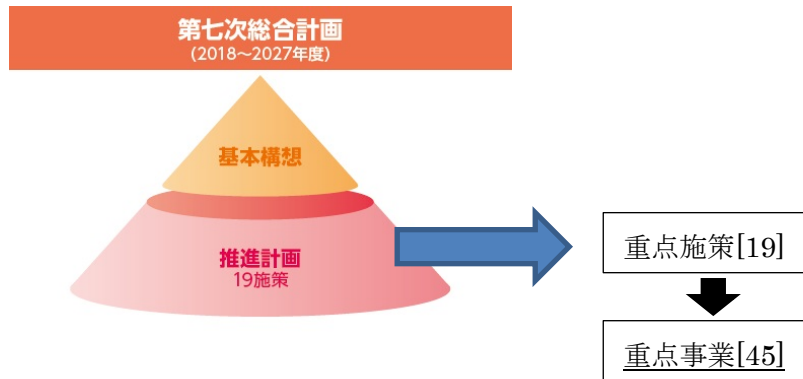 第七次総合計画
(2018～2027年度)
基本構想
推進計画
19施策
重点施策[19]
重点事業[45]